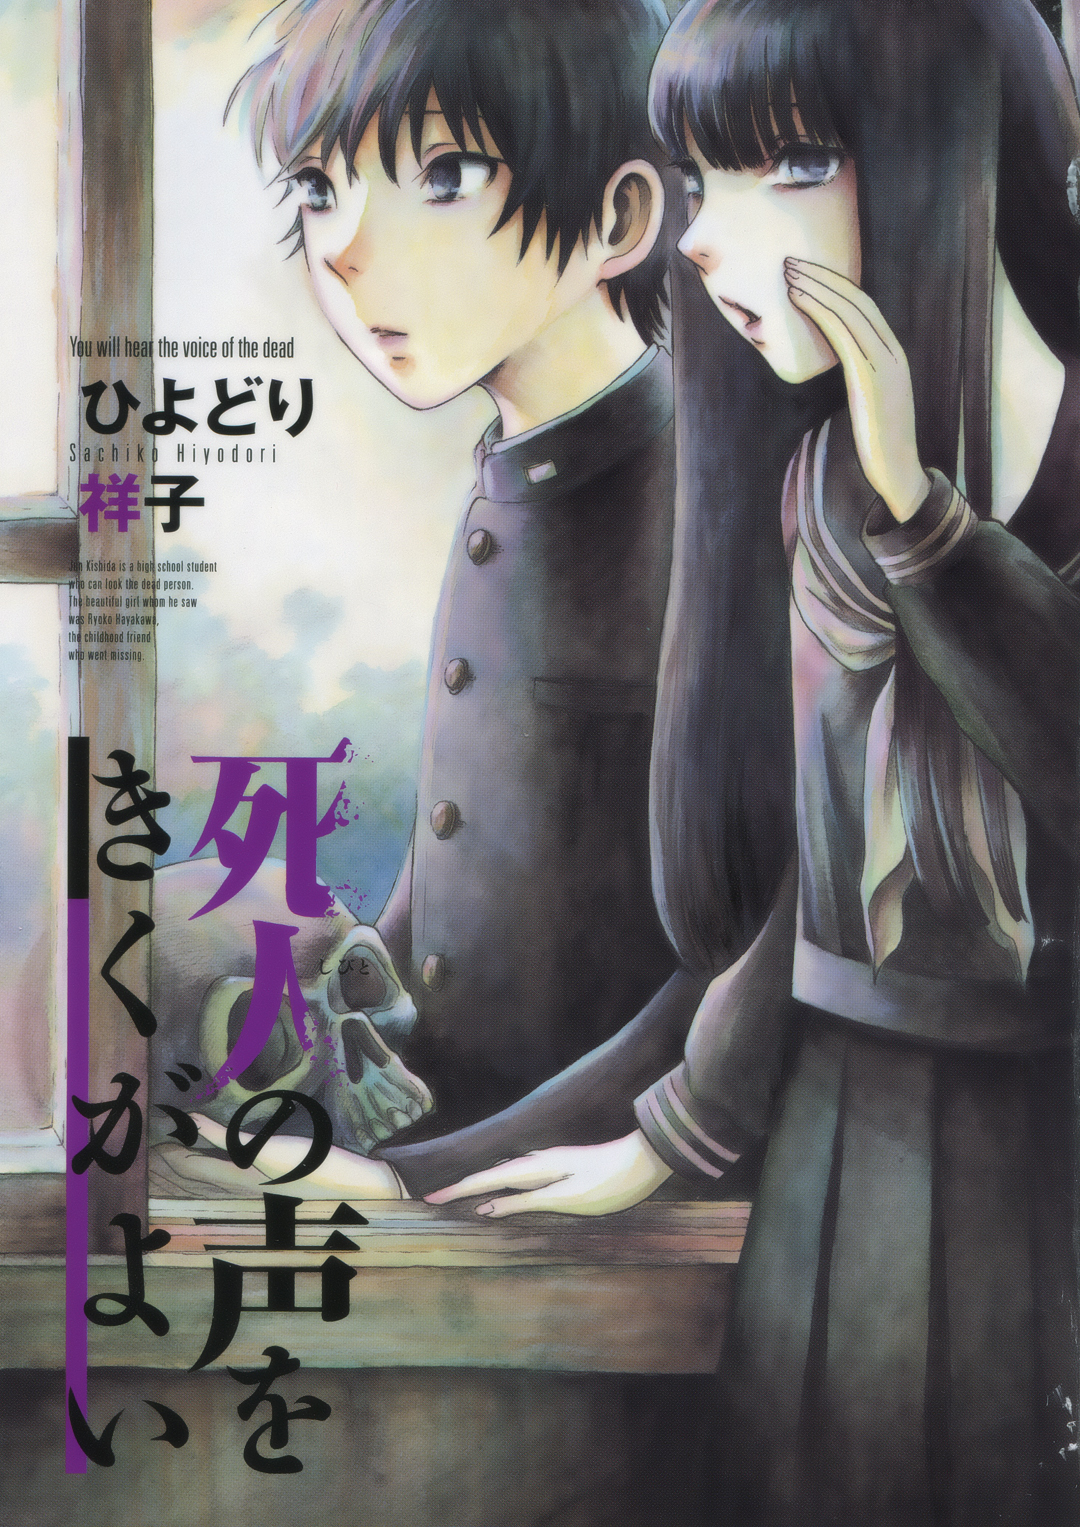 You will hear the voice of the dead
ひよどり
Sachiko Hiyodori
祥子
Jun Kishida is a high school student
who can look the dead person.
The beautiful girl whom he saw
was Ryoko Hayakawa,
the childhood friend
who went missing.
死人の声を
しびと
きくがよい